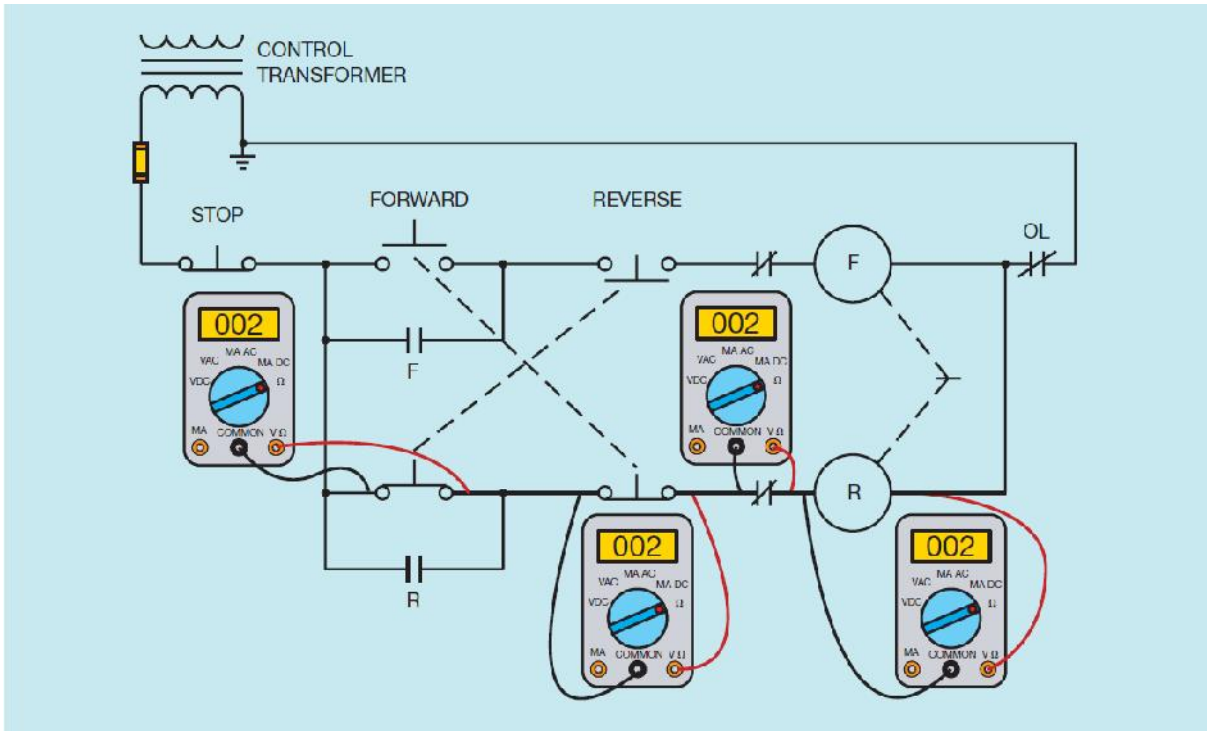 CONTROL
TRANSFORMER
STOP
FORWARD
REVERSE
OL
F
F
R
R
002
MA AC
VAC
MA DC
VDC
Ω
MA
COMMON
V Ω
002
MA AC
VAC
MA DC
VDC
Ω
MA
COMMON
V Ω
002
MA AC
VAC
MA DC
VDC
Ω
MA
COMMON
V Ω
002
MA AC
VAC
MA DC
VDC
Ω
MA
COMMON
V Ω